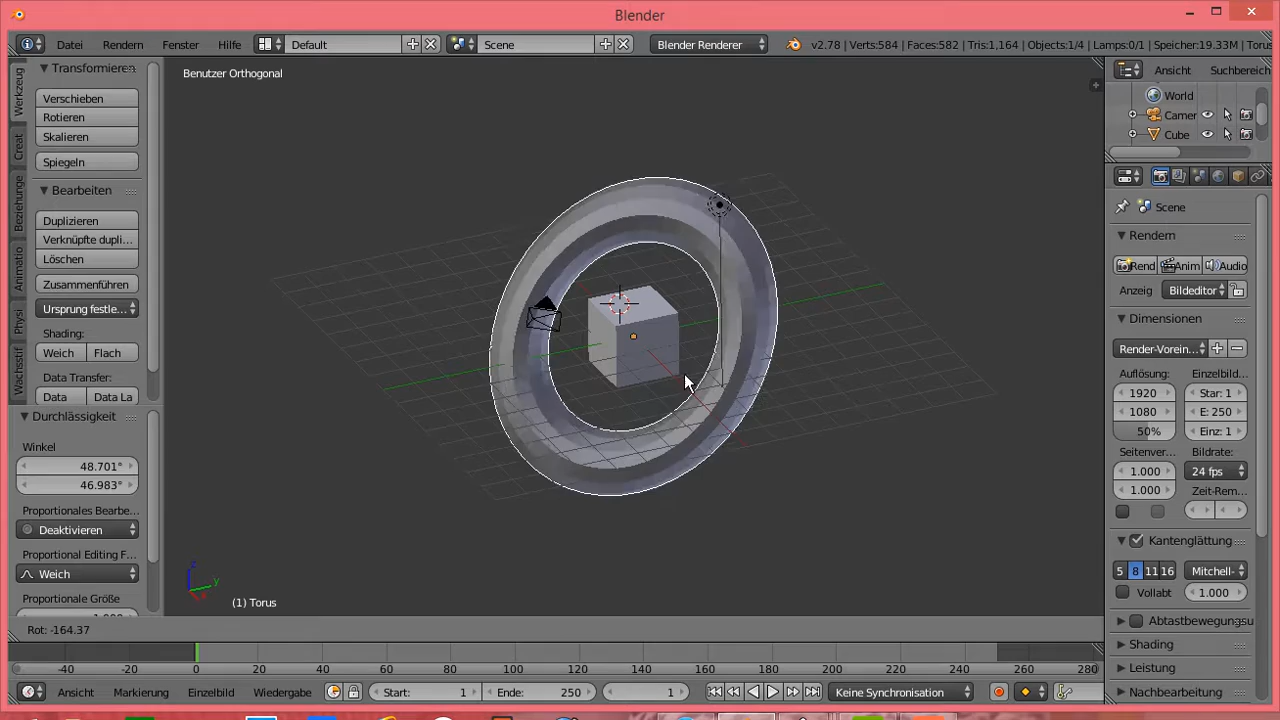 Blender
Datei Rendern Fenster Hilfe Default Scene Blender Renderer v2.78 | Verts:584 | Faces:582 | Tris:1,164 | Objects:1/4 | Lamps:0/1 | Speicher:19.33M | Torus
Transformieren
Verschieben
Rotieren
Skalieren
Spiegeln
Bearbeiten
Duplizieren
Verknüpfte dupli...
Löschen
Zusammenführen
Ursprung festle...
Shading:
Weich Flach
Data Transfer:
Data Data La
Werkzeug
Creat
Beziehunge
Animatio
Physi
Wachsstif
Durchlässigkeit
Winkel
48.701°
46.983°
Proportionales Bearbe...
Deaktivieren
Proportional Editing F...
Weich
Proportionale Größe
Benutzer Orthogonal
z
y
x
(1) Torus
Rot: -164.37
-40 -20 0 20 40 60 80 100 120 140 160 180 200 220 240 260 280
Ansicht Markierung Einzelbild Wiedergabe Start: 1 Ende: 250 1 Keine Synchronisation
Ansicht Suchbereich
World
Camer
Cube
Scene
Rendern
Rend Anim Audio
Anzeig Bildeditor
Dimensionen
Render-Vorein...
Auflösung: Einzelbild
1920 Star: 1
1080 E: 250
50% Einz: 1
Seitenver... Bildrate:
1.000 24 fps
1.000 Zeit-Rem...
Kantenglättung
5 8 11 16 Mitchell-
Vollabt 1.000
Abtastbewegungsu
Shading
Leistung
Nachbearbeitung